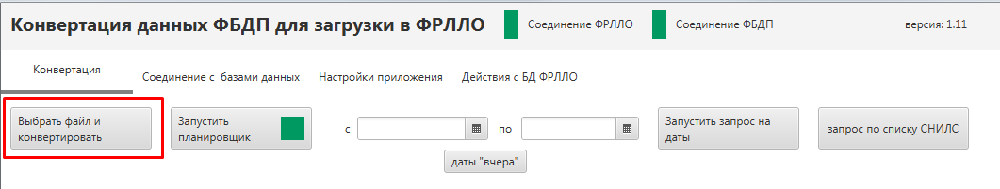 Конвертация данных ФБДП для загрузки в ФРЛЛО
Соединение ФРЛЛО
Соединение ФБДП
версия: 1.11
Конвертация
Соединение с базами данных
Настройки приложения
Действия с БД ФРЛЛО
Выбрать файл и
конвертировать
Запустить
планировщик
с
по
Запустить запрос на
даты
запрос по списку СНИЛС
даты "вчера"